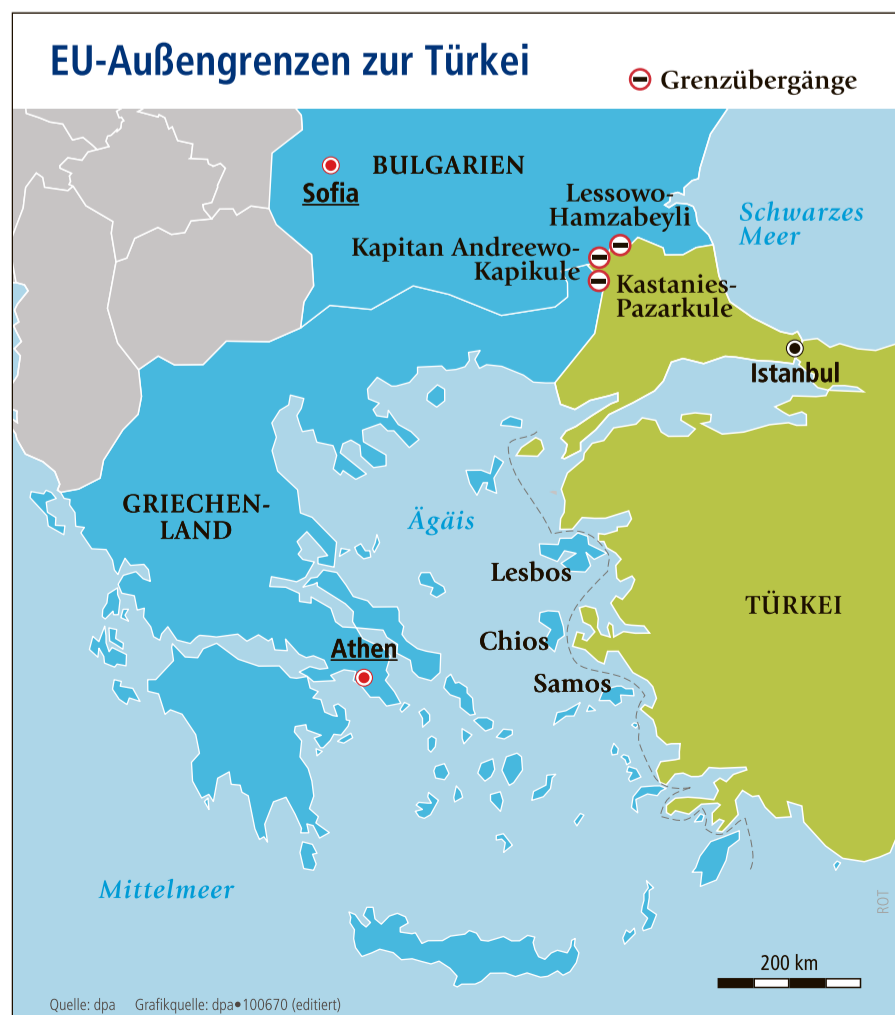 EU-Außengrenzen zur Türkei
Grenzübergänge
BULGARIEN
Sofia
Lessowo-
Hamzabeyli
Schwarzes
Meer
Kapitan Andreewo-
Kapikule
Kastanies-
Pazarkule
Istanbul
GRIECHEN-
LAND
Ägäis
Lesbos
TÜRKEI
Chios
Athen
Samos
Mittelmeer
ROT
200 km
Quelle: dpa Grafikquelle: dpa•100670 (editiert)